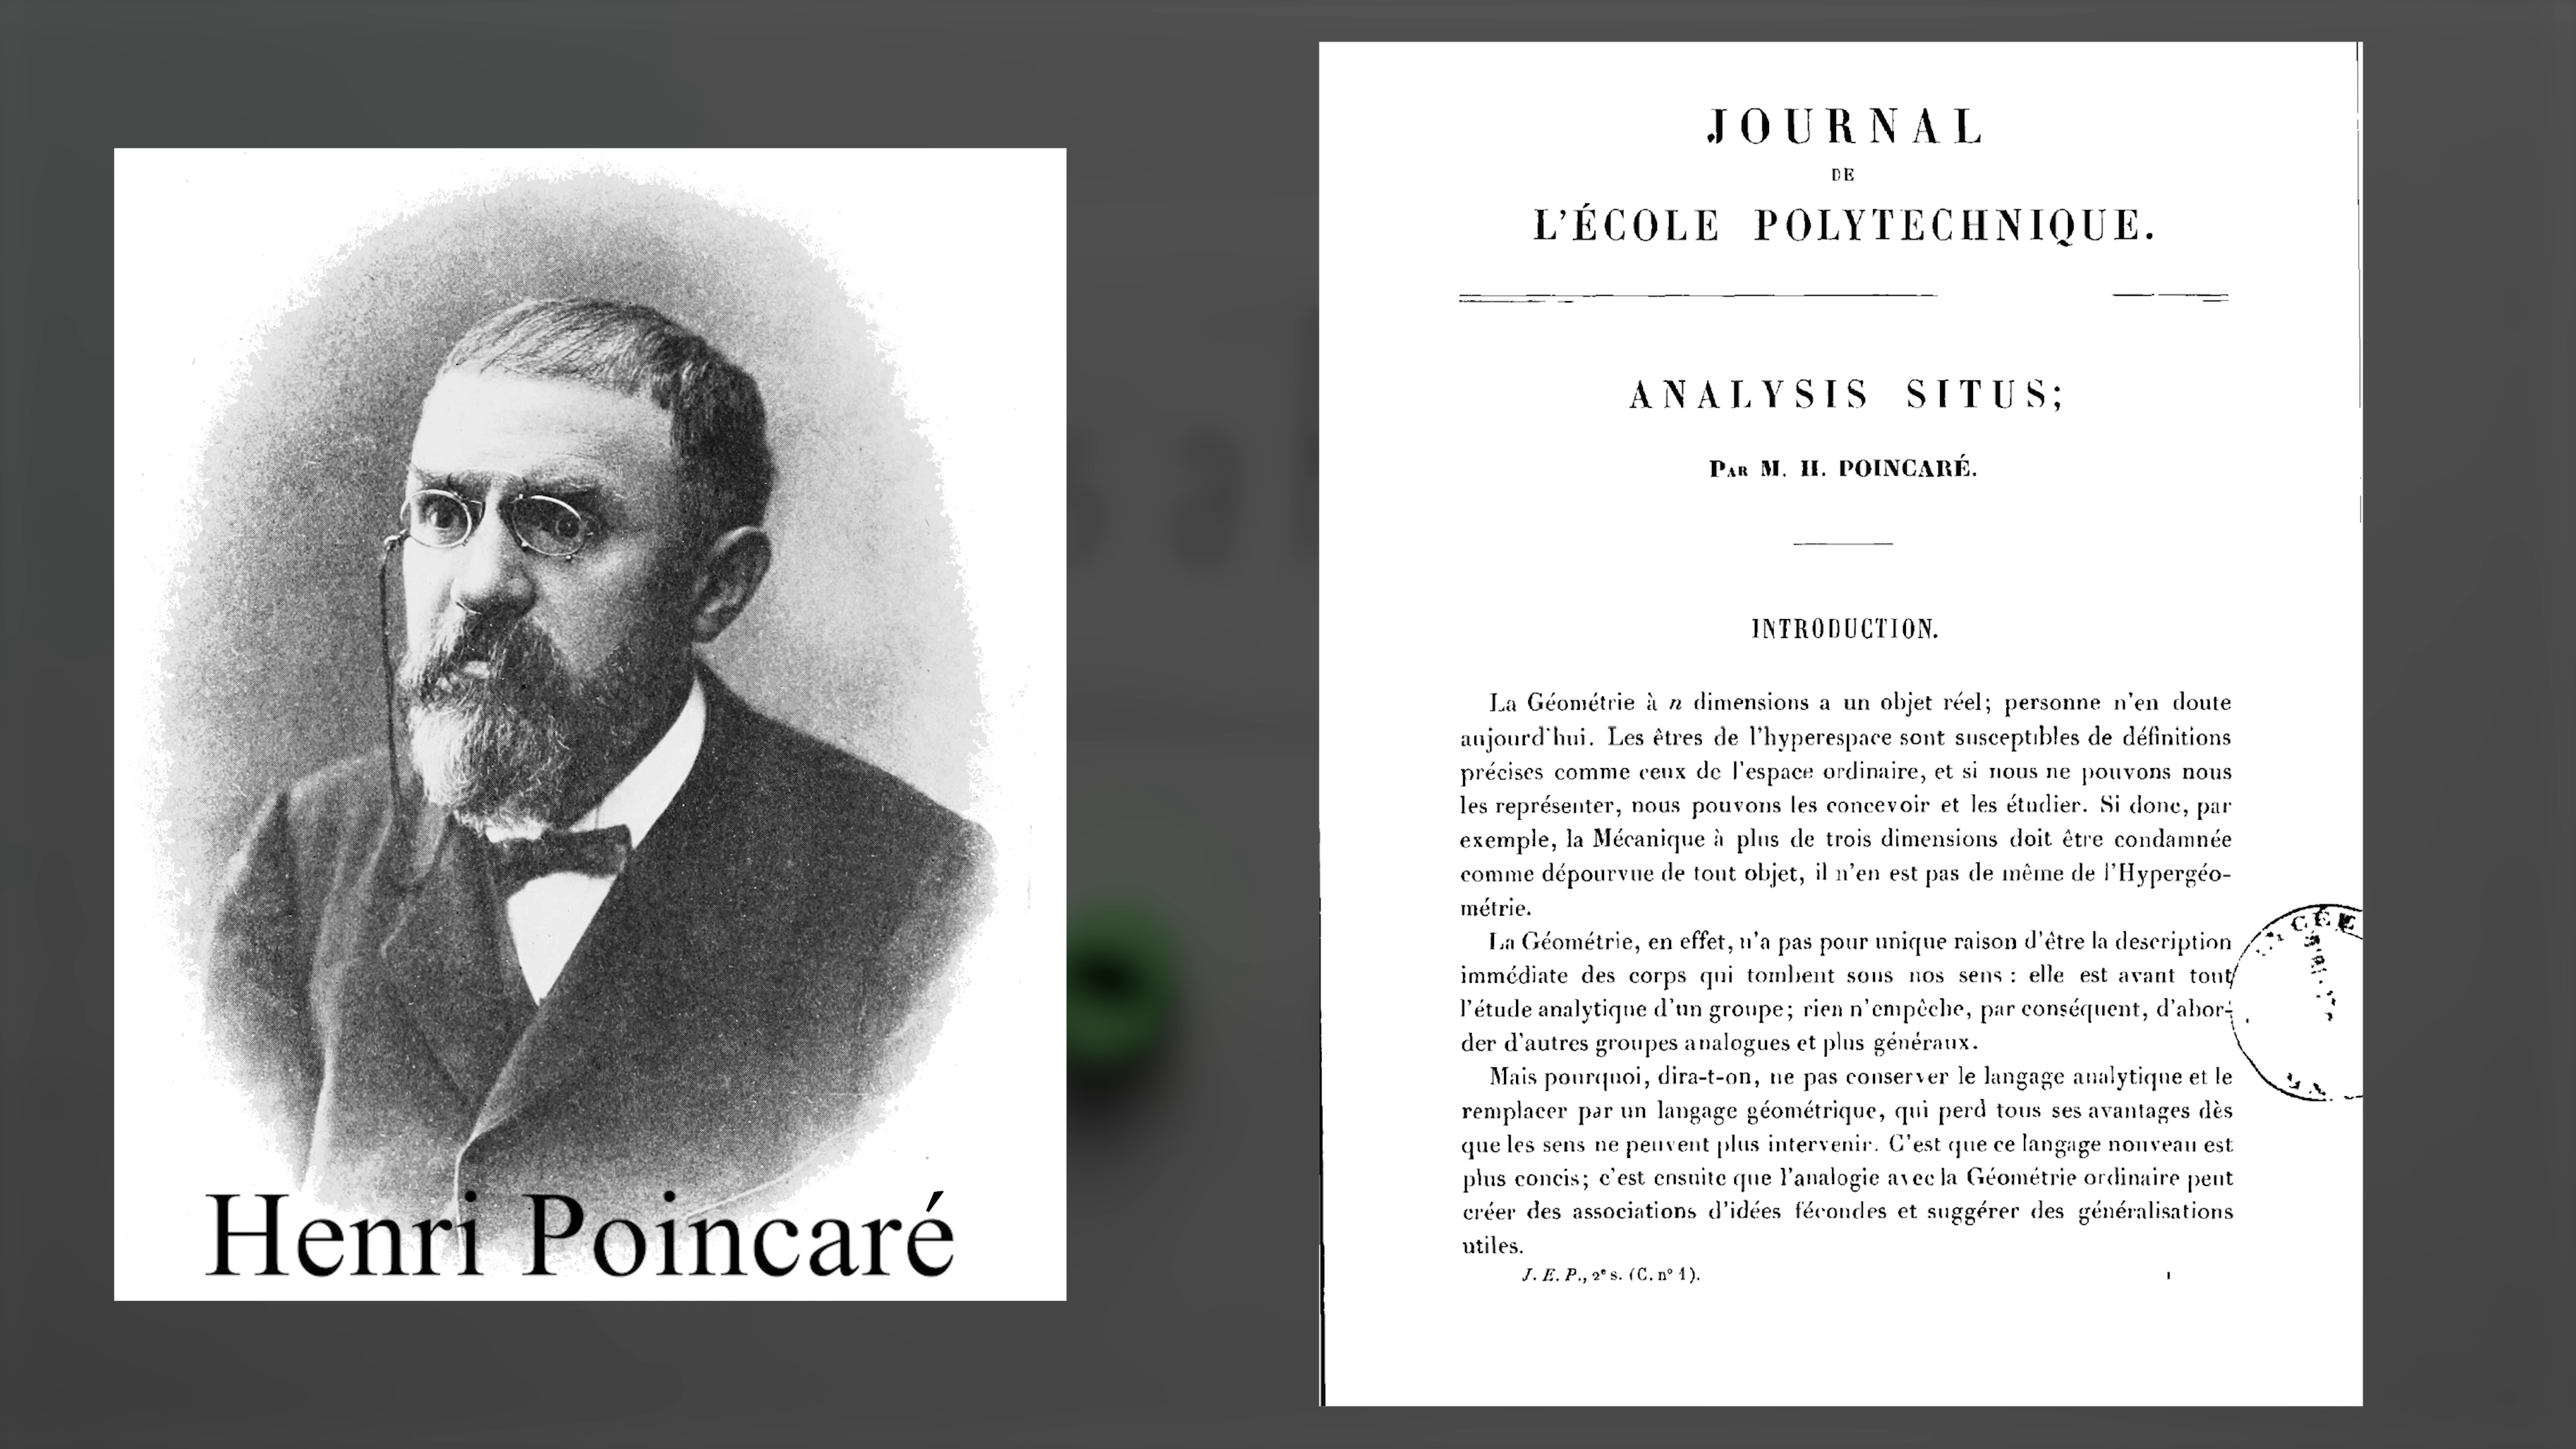 Henri Poincaré
JOURNAL
DE
L'ÉCOLE POLYTECHNIQUE.
ANALYSIS SITUS;
PAR M. H. POINCARÉ.
INTRODUCTION.
La Géométrie à n dimensions a un objet réel; personne n'en doute
aujourd'hui. Les êtres de l'hyperespace sont susceptibles de définitions
précises comme ceux de l'espace ordinaire, et si nous ne pouvons nous
les représenter, nous pouvons les concevoir et les étudier. Si donc, par
exemple, la Mécanique à plus de trois dimensions doit être condamnée
comme dépourvue de tout objet, il n'en est pas de même de l'Hypergéo-
métrie.
La Géométrie, en effet, n'a pas pour unique raison d'être la description
immédiate des corps qui tombent sous nos sens : elle est avant tout
l'étude analytique d'un groupe; rien n'empêche, par conséquent, d'abor-
der d'autres groupes analogues et plus généraux.
Mais pourquoi, dira-t-on, ne pas conserver le langage analytique et le
remplacer par un langage géométrique, qui perd tous ses avantages dès
que les sens ne peuvent plus intervenir. C'est que ce langage nouveau est
plus concis; c'est ensuite que l'analogie avec la Géométrie ordinaire peut
créer des associations d'idées fécondes et suggérer des généralisations
utiles.
J. E. P., 2e s. (C. n° 1). 1